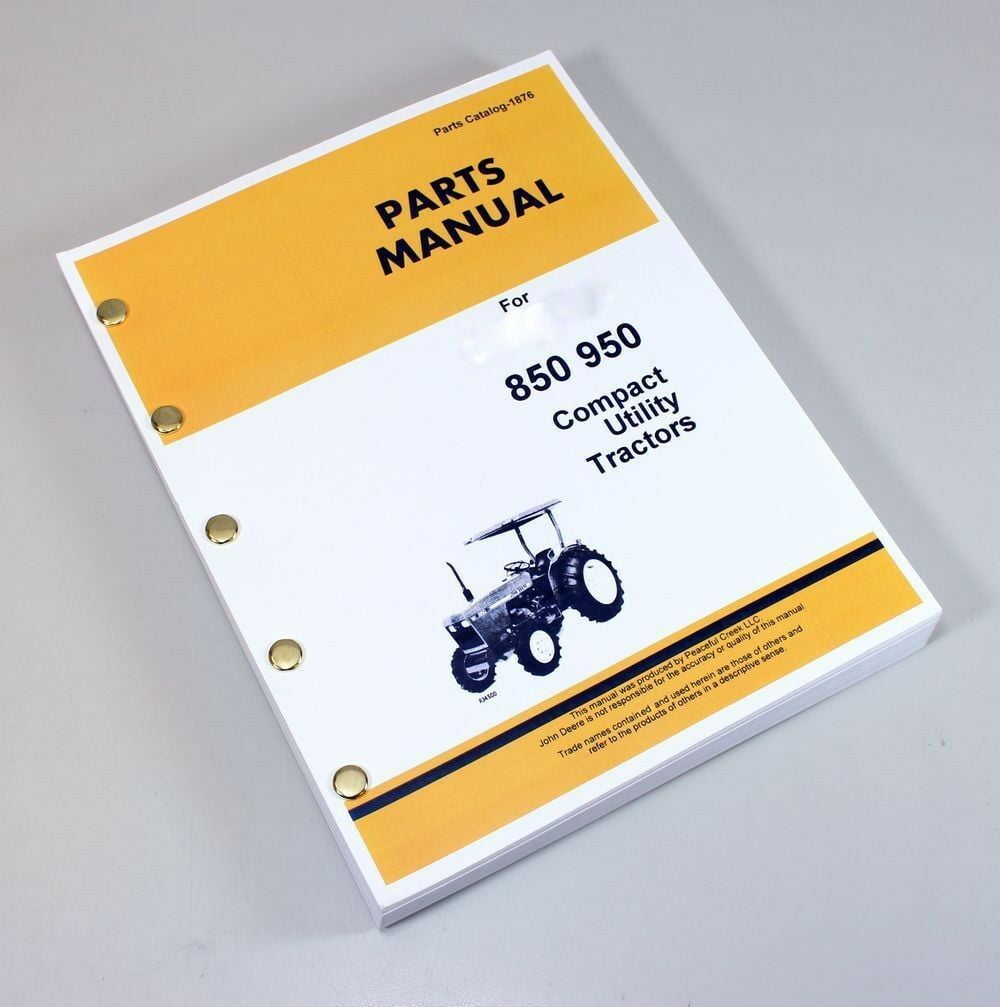 Parts Catalog-1876
PARTS
MANUAL
For
850 950
Compact
Utility
Tractors
This manual was produced by Peaceful Creek LLC.
John Deere is not responsible for the accuracy or quality of this manual
Trade names contained and used herein are those of others and
refer to the products of others in a descriptive sense.